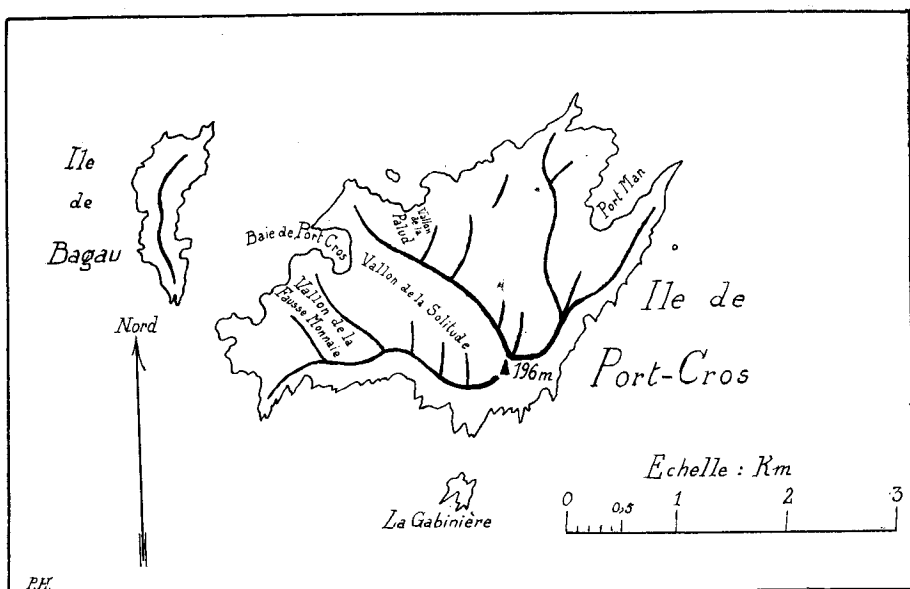 Ile
de
Bagau
Nord
Baie de Port Cros
Vallon
de la
Palud
Port Man
Vallon de la Solitude
Vallon de la
Fausse Monnaie
196m
Ile de
Port-Cros
La Gabinière
Echelle : Km
0 0,5 1 2 3
P.H.